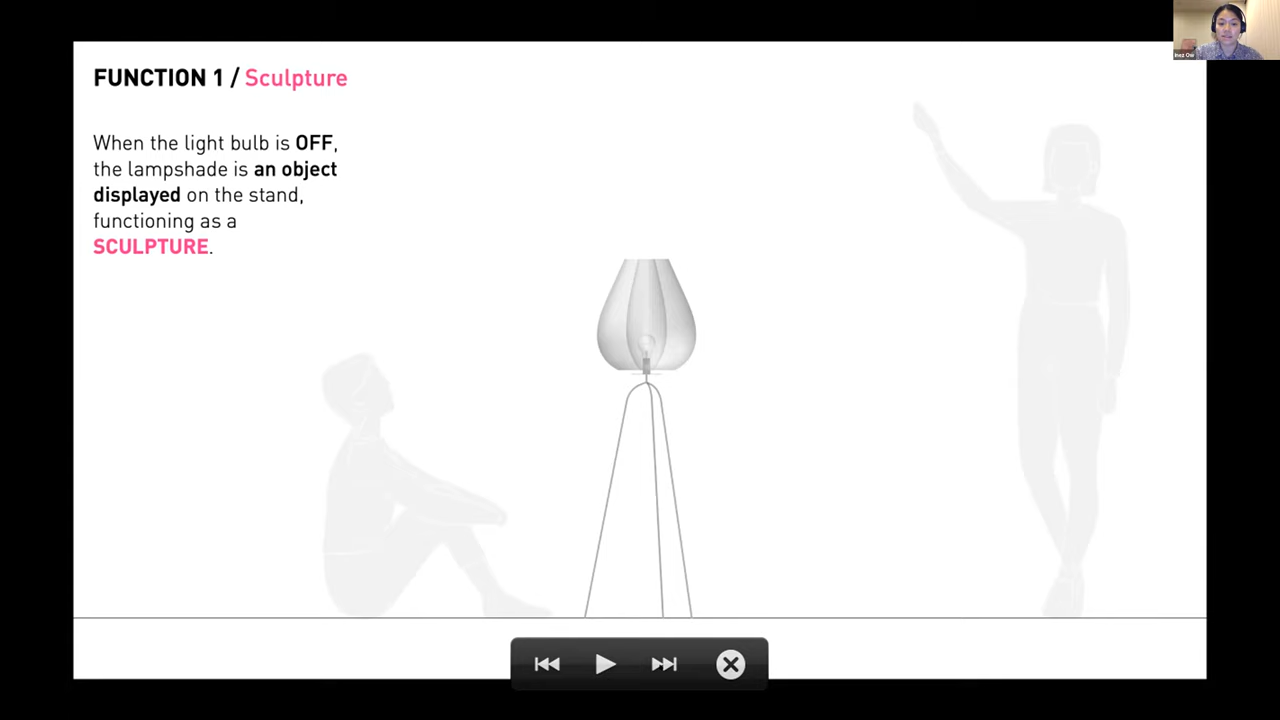 FUNCTION 1 / Sculpture
When the light bulb is OFF,
the lampshade is an object
displayed on the stand,
functioning as a
SCULPTURE.